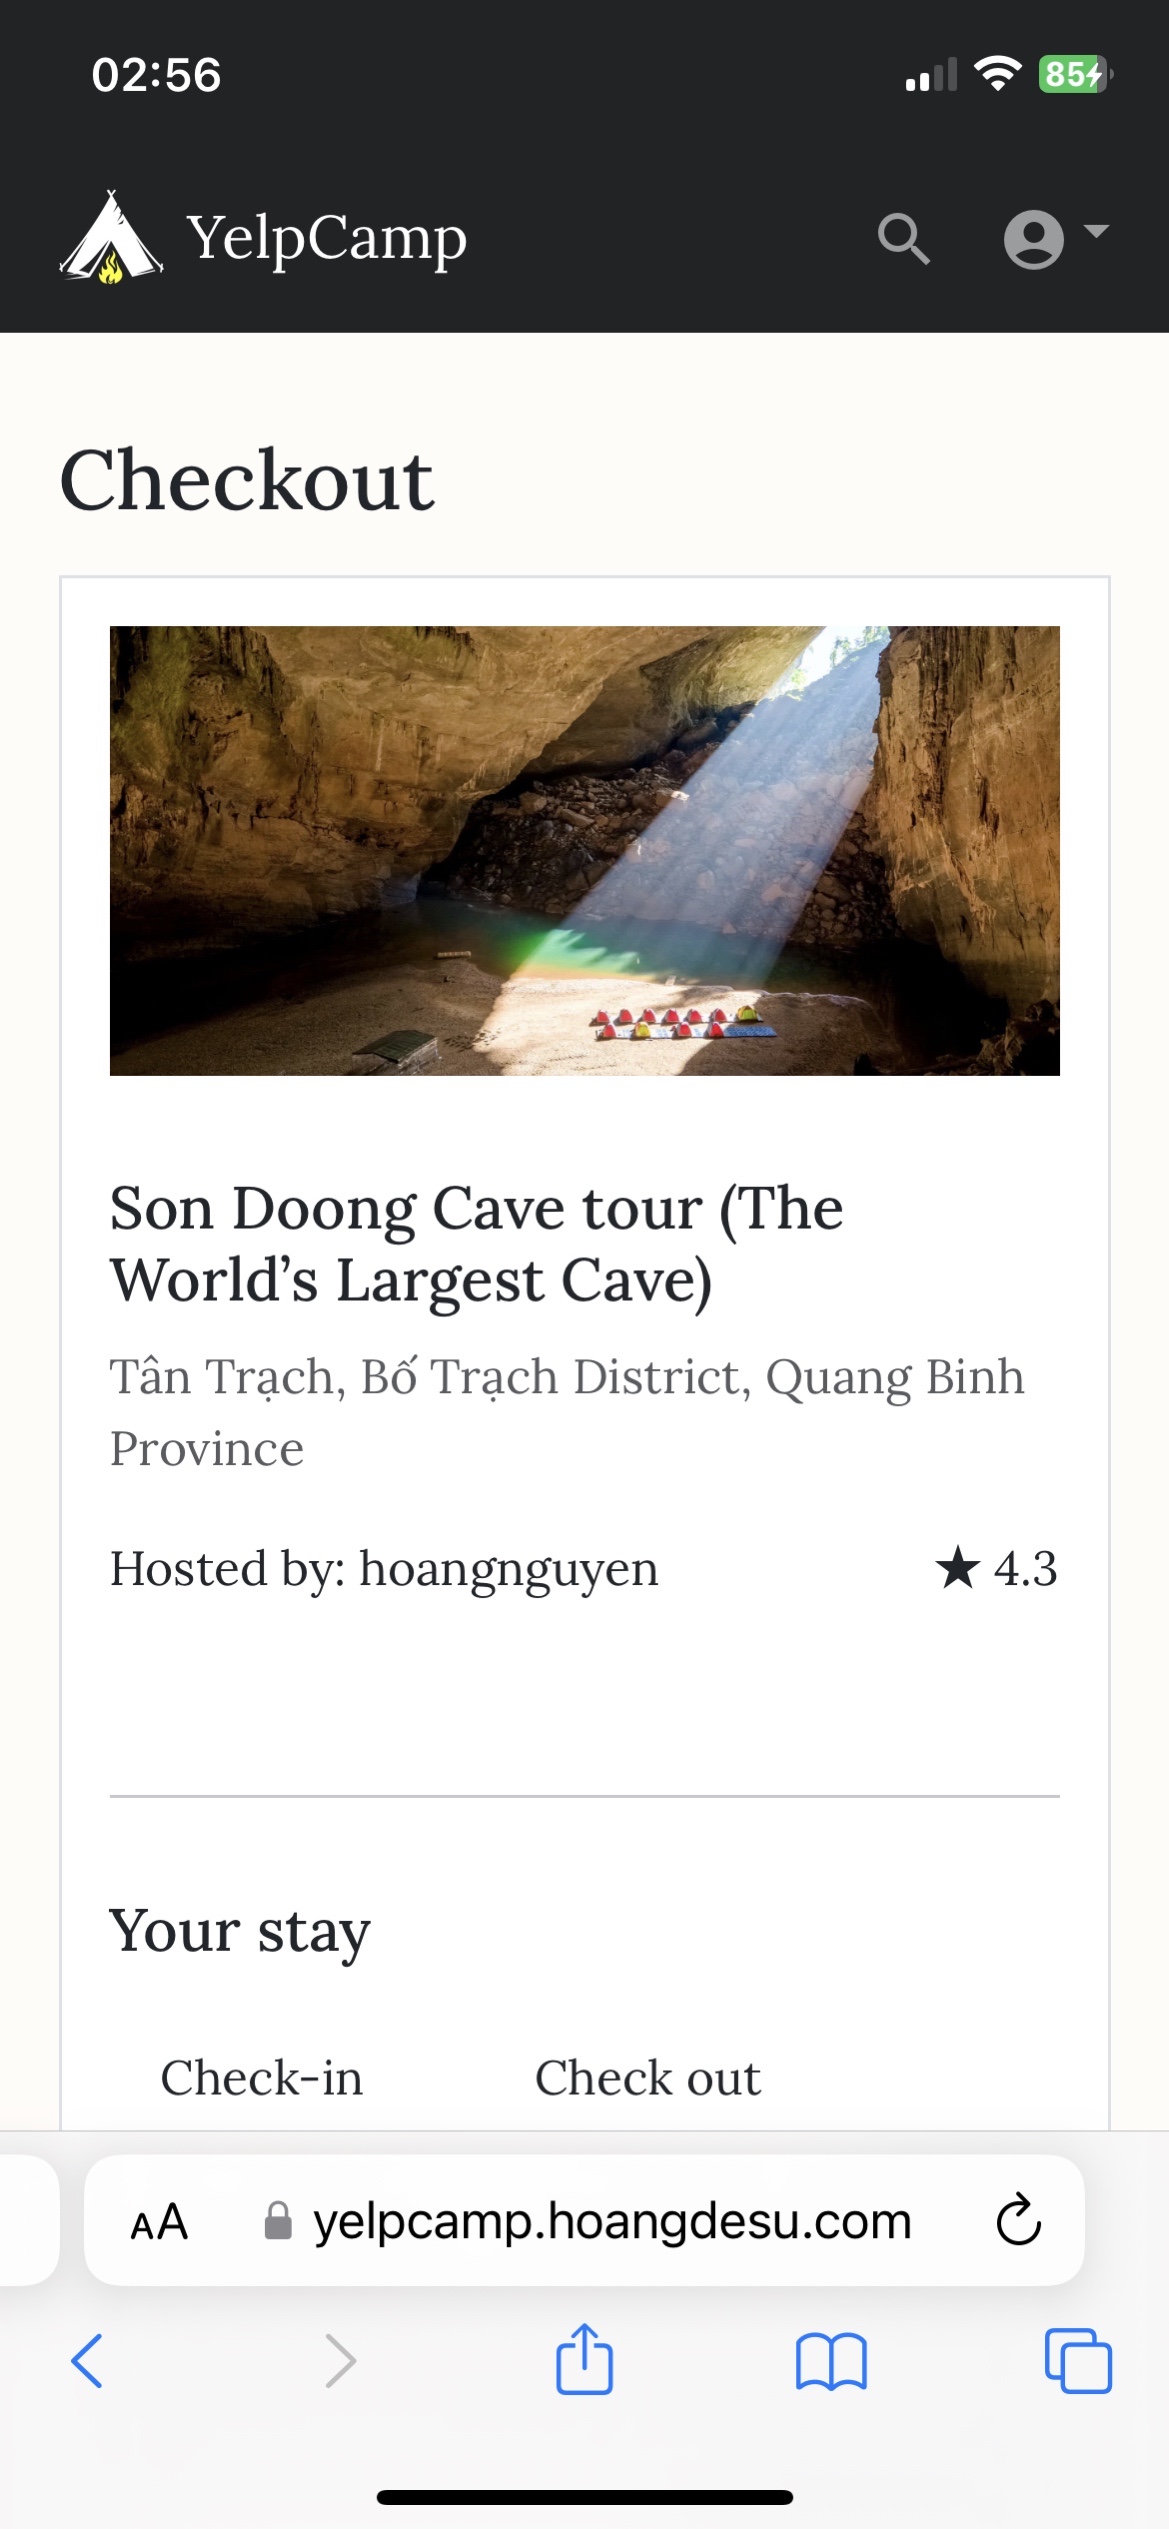 02:56
85
YelpCamp
Checkout
Son Doong Cave tour (The
World’s Largest Cave)
Tân Trạch, Bố Trạch District, Quang Binh
Province
Hosted by: hoangnguyen ★ 4.3
Your stay
Check-in Check out
AA yelpcamp.hoangdesu.com